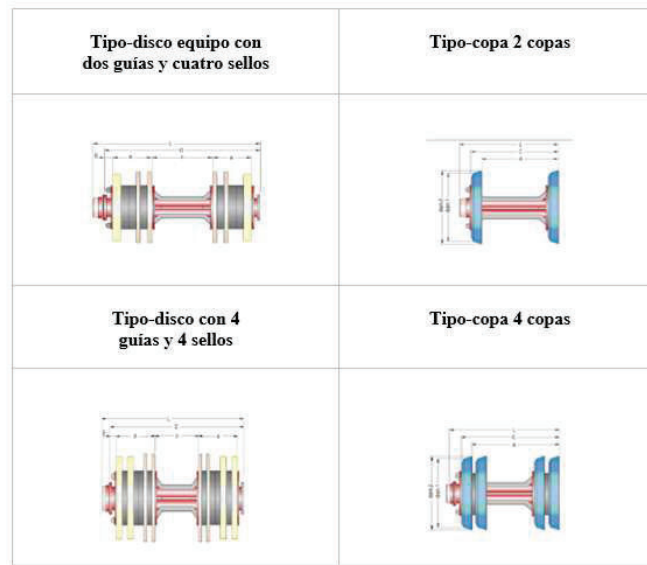 Tipo-disco equipo con
dos guías y cuatro sellos
Tipo-copa 2 copas
Tipo-disco con 4
guías y 4 sellos
Tipo-copa 4 copas